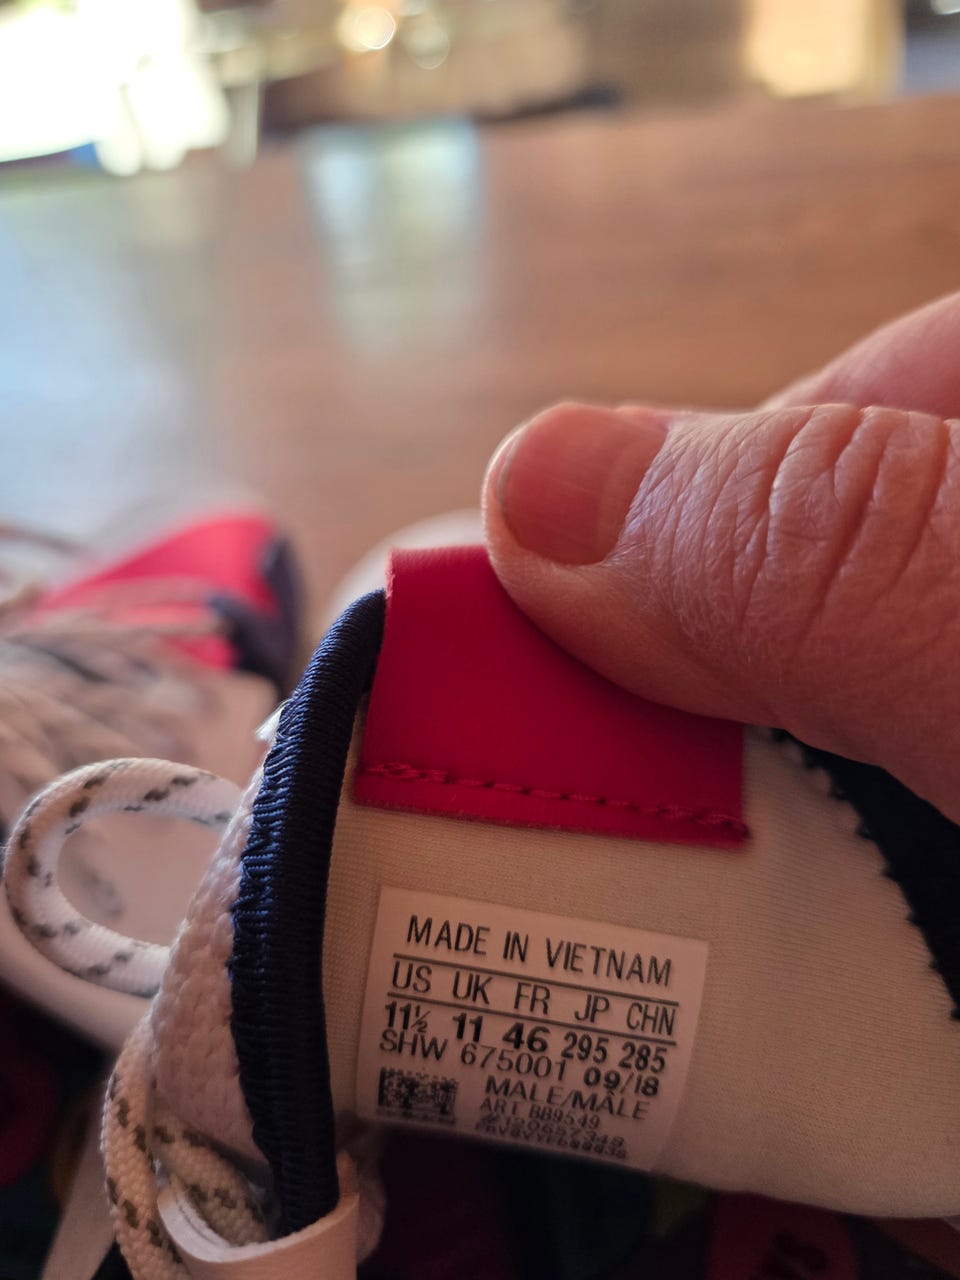 MADE IN VIETNAM
US UK FR JP CHN
11½ 11 46 295 285
SHW 675001 09/18
MALE/MÂLE
ART BB9549